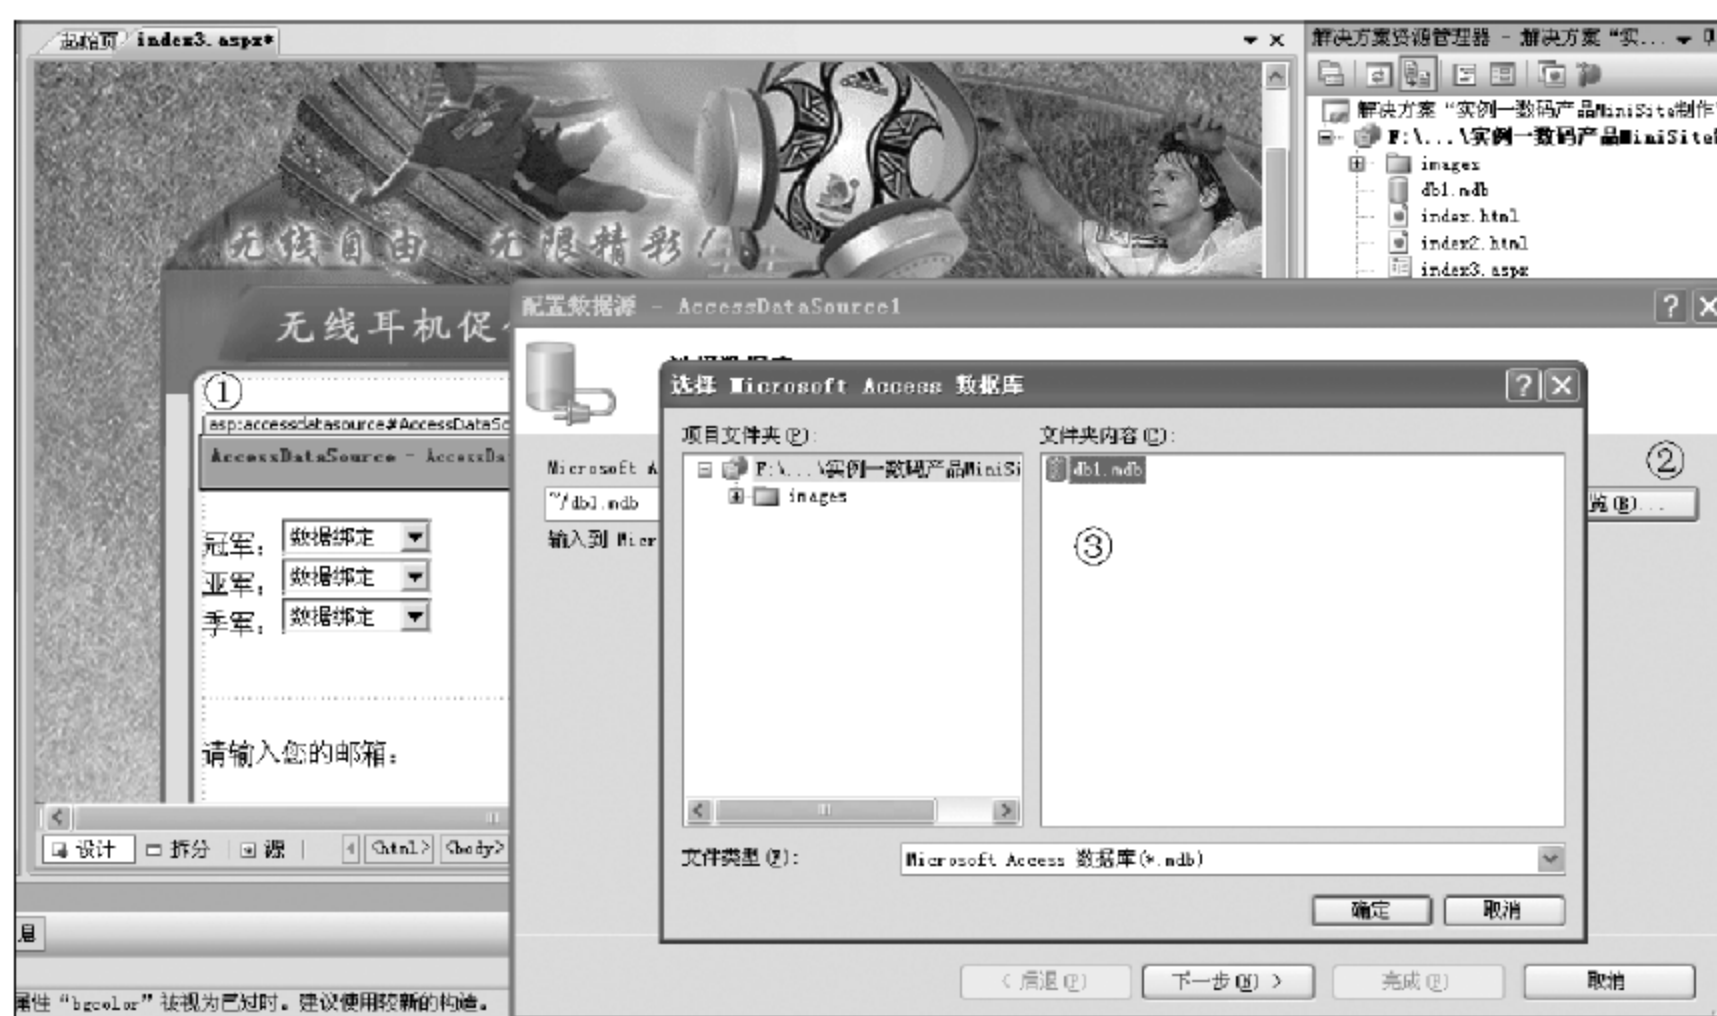 起始页 index3.aspx*
无线自由 无限精彩!
adidas
无线耳机促
①
asp:accessdatasource#AccessDataSo
AccessDataSource - AccessDa
冠军: 数据绑定
亚军: 数据绑定
季军: 数据绑定
请输入您的邮箱:
设计 拆分 源 <html> <body>
息
属性 “bgcolor” 被视为已过时。建议使用较新的构造。
解决方案资源管理器 - 解决方案 “实...
解决方案 “实例一数码产品MiniSite制作
F:\...\实例一数码产品MiniSite
images
db1.mdb
index.html
index2.html
index3.aspx
配置数据源 - AccessDataSource1
选择数据库
Microsoft A
~/db1.mdb
输入到 Micr
②
览(B)...
选择 Microsoft Access 数据库
项目文件夹(P):
F:\...\实例一数码产品MiniSi
images
文件夹内容(C):
db1.mdb
③
文件类型(F): Microsoft Access 数据库(*.mdb)
确定 取消
< 后退(P) 下一步(N) > 完成(F) 取消